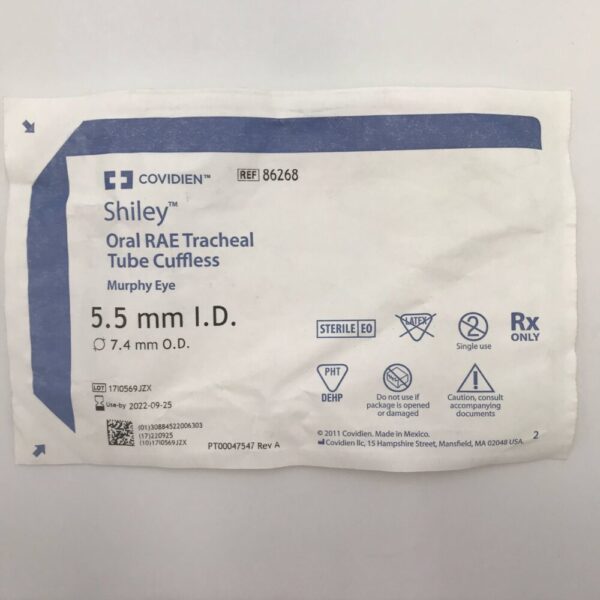 COVIDIEN™
REF 86268
Shiley™
Oral RAE Tracheal
Tube Cuffless
Murphy Eye
5.5 mm I.D.
7.4 mm O.D.
STERILE EO
LATEX
2
Single use
Rx
ONLY
PHT
DEHP
Do not use if
package is opened
or damaged
Caution, consult
accompanying
documents
LOT 17I0569JZX
Use-by 2022-09-25
(01)30884522006303
(17)220925
(10)17I0569JZX
PT00047547 Rev A
© 2011 Covidien. Made in Mexico.
Covidien llc, 15 Hampshire Street, Mansfield, MA 02048 USA.
2